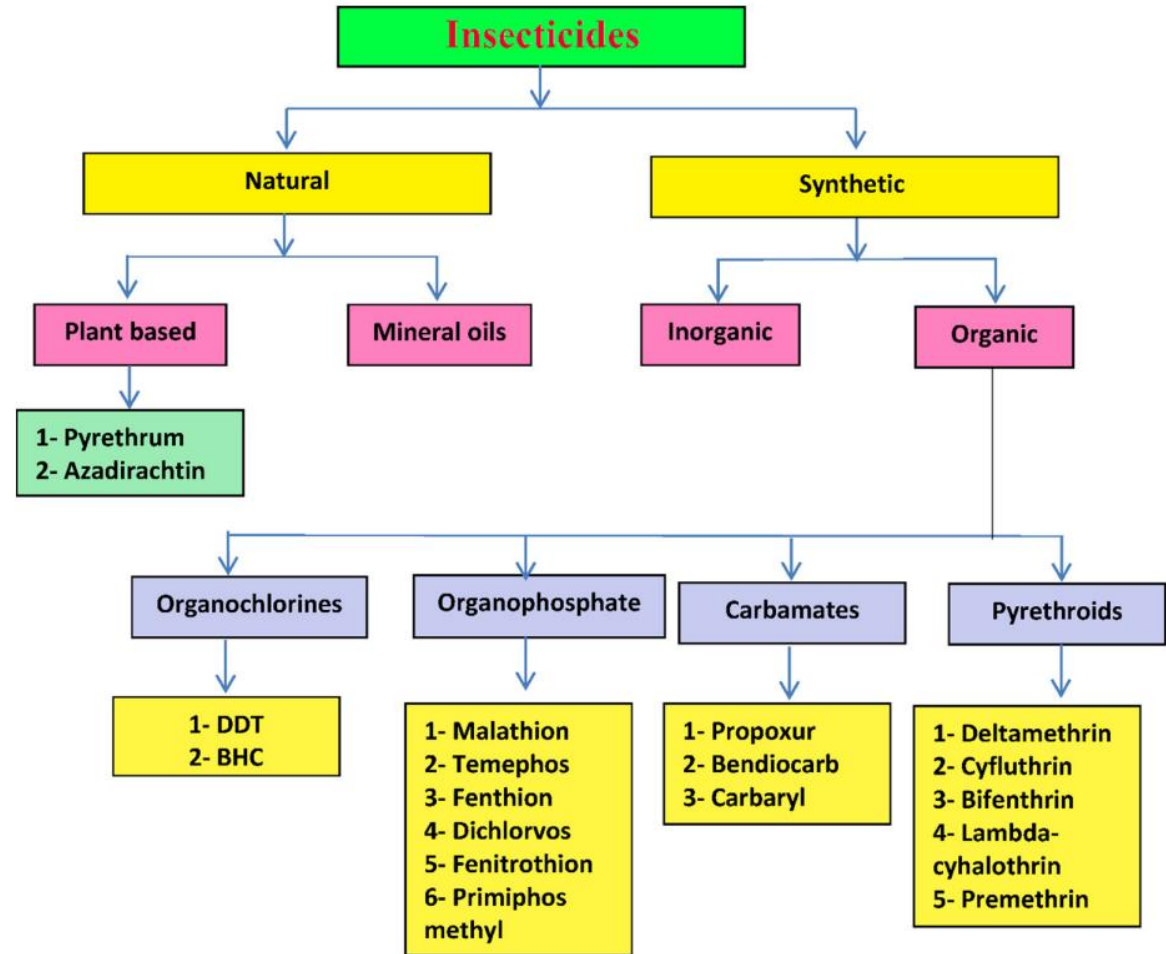 Insecticides
Natural
Synthetic
Plant based
Mineral oils
Inorganic
Organic
1- Pyrethrum
2- Azadirachtin
Organochlorines
Organophosphate
Carbamates
Pyrethroids
1- DDT
2- BHC
1- Malathion
2- Temephos
3- Fenthion
4- Dichlorvos
5- Fenitrothion
6- Primiphos
methyl
1- Propoxur
2- Bendiocarb
3- Carbaryl
1- Deltamethrin
2- Cyfluthrin
3- Bifenthrin
4- Lambda-
cyhalothrin
5- Premethrin